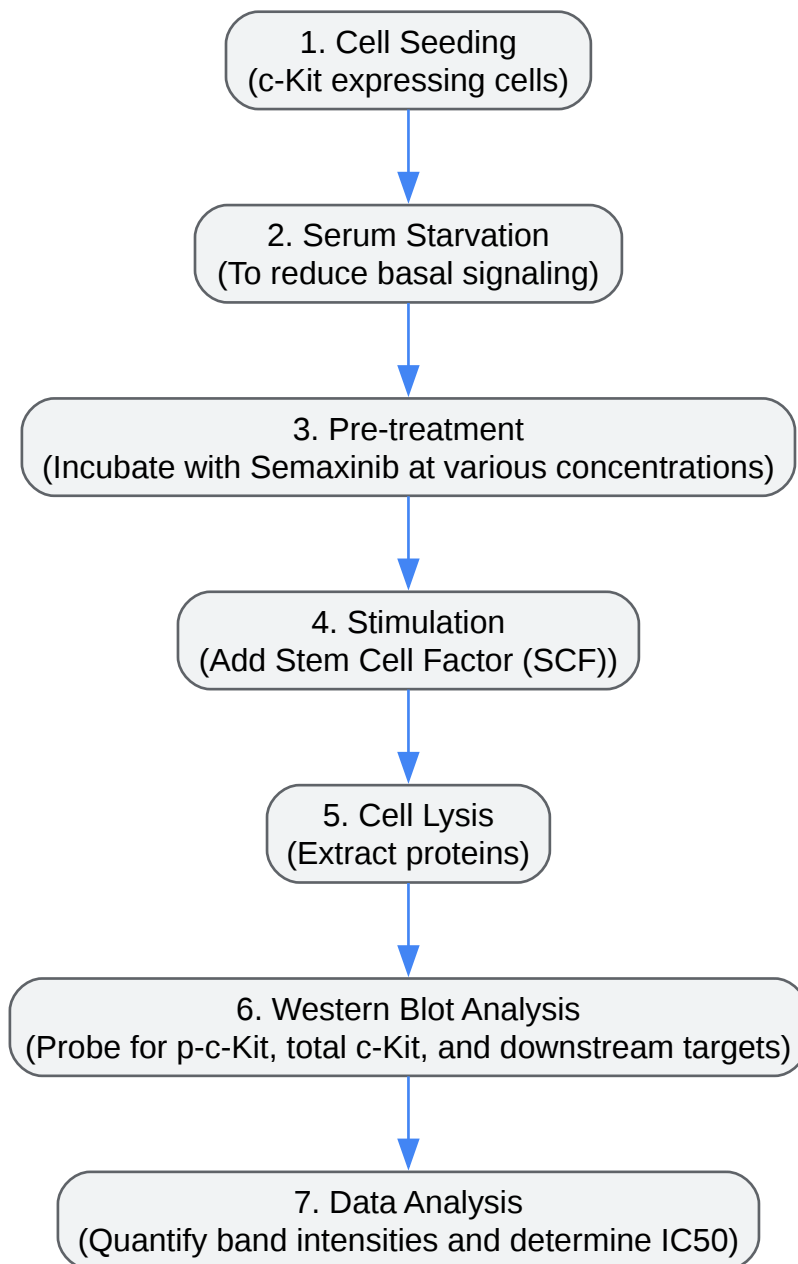 1. Cell Seeding
(c-Kit expressing cells)
2. Serum Starvation
(To reduce basal signaling)
3. Pre-treatment
(Incubate with Semaxinib at various concentrations)
4. Stimulation
(Add Stem Cell Factor (SCF))
5. Cell Lysis
(Extract proteins)
6. Western Blot Analysis
(Probe for p-c-Kit, total c-Kit, and downstream targets)
7. Data Analysis
(Quantify band intensities and determine IC50)